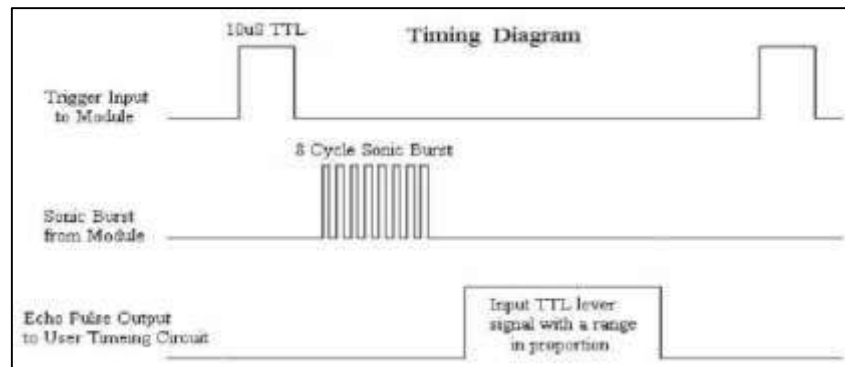 10uS TTL
Timing Diagram
Trigger Input
to Module
8 Cycle Sonic Burst
Sonic Burst
from Module
Echo Pulse Output
to User Timeing Circuit
Input TTL lever
signal with a range
in proportion